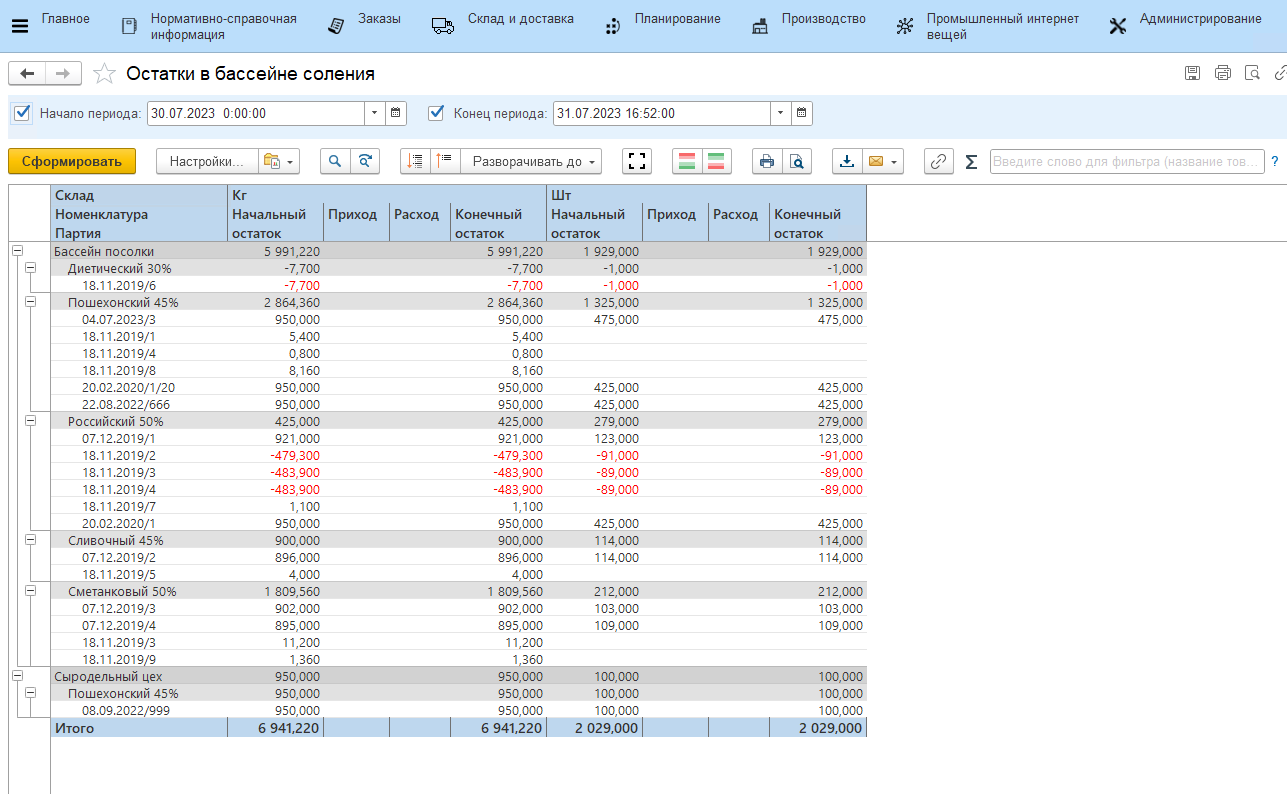 Главное
Нормативно-справочная
информация
Заказы
Склад и доставка
Планирование
Производство
Промышленный интернет
вещей
Администрирование
Остатки в бассейне соления
Начало периода: 30.07.2023 0:00:00 Конец периода: 31.07.2023 16:52:00
Сформировать Настройки... Разворачивать до Σ Введите слово для фильтра (название тов... ?
Склад Кг Шт
Номенклатура Начальный Приход Расход Конечный Начальный Приход Расход Конечный
Партия остаток остаток остаток остаток
Бассейн посолки 5 991,220 5 991,220 1 929,000 1 929,000
Диетический 30% -7,700 -7,700 -1,000 -1,000
18.11.2019/6 -7,700 -7,700 -1,000 -1,000
Пошехонский 45% 2 864,360 2 864,360 1 325,000 1 325,000
04.07.2023/3 950,000 950,000 475,000 475,000
18.11.2019/1 5,400 5,400
18.11.2019/4 0,800 0,800
18.11.2019/8 8,160 8,160
20.02.2020/1/20 950,000 950,000 425,000 425,000
22.08.2022/666 950,000 950,000 425,000 425,000
Российский 50% 425,000 425,000 279,000 279,000
07.12.2019/1 921,000 921,000 123,000 123,000
18.11.2019/2 -479,300 -479,300 -91,000 -91,000
18.11.2019/3 -483,900 -483,900 -89,000 -89,000
18.11.2019/4 -483,900 -483,900 -89,000 -89,000
18.11.2019/7 1,100 1,100
20.02.2020/1 950,000 950,000 425,000 425,000
Сливочный 45% 900,000 900,000 114,000 114,000
07.12.2019/2 896,000 896,000 114,000 114,000
18.11.2019/5 4,000 4,000
Сметанковый 50% 1 809,560 1 809,560 212,000 212,000
07.12.2019/3 902,000 902,000 103,000 103,000
07.12.2019/4 895,000 895,000 109,000 109,000
18.11.2019/3 11,200 11,200
18.11.2019/9 1,360 1,360
Сыродельный цех 950,000 950,000 100,000 100,000
Пошехонский 45% 950,000 950,000 100,000 100,000
08.09.2022/999 950,000 950,000 100,000 100,000
Итого 6 941,220 6 941,220 2 029,000 2 029,000